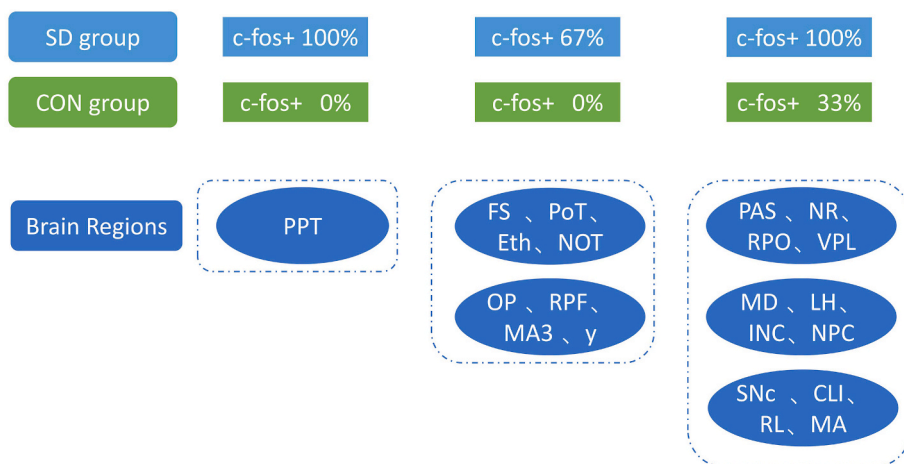 SD group
c-fos+ 100%
c-fos+ 67%
c-fos+ 100%
CON group
c-fos+ 0%
c-fos+ 0%
c-fos+ 33%
Brain Regions
PPT
FS 、PoT、
Eth、NOT
OP 、RPF、
MA3 、y
PAS 、NR、
RPO、VPL
MD 、LH、
INC、NPC
SNc 、CLI、
RL、MA